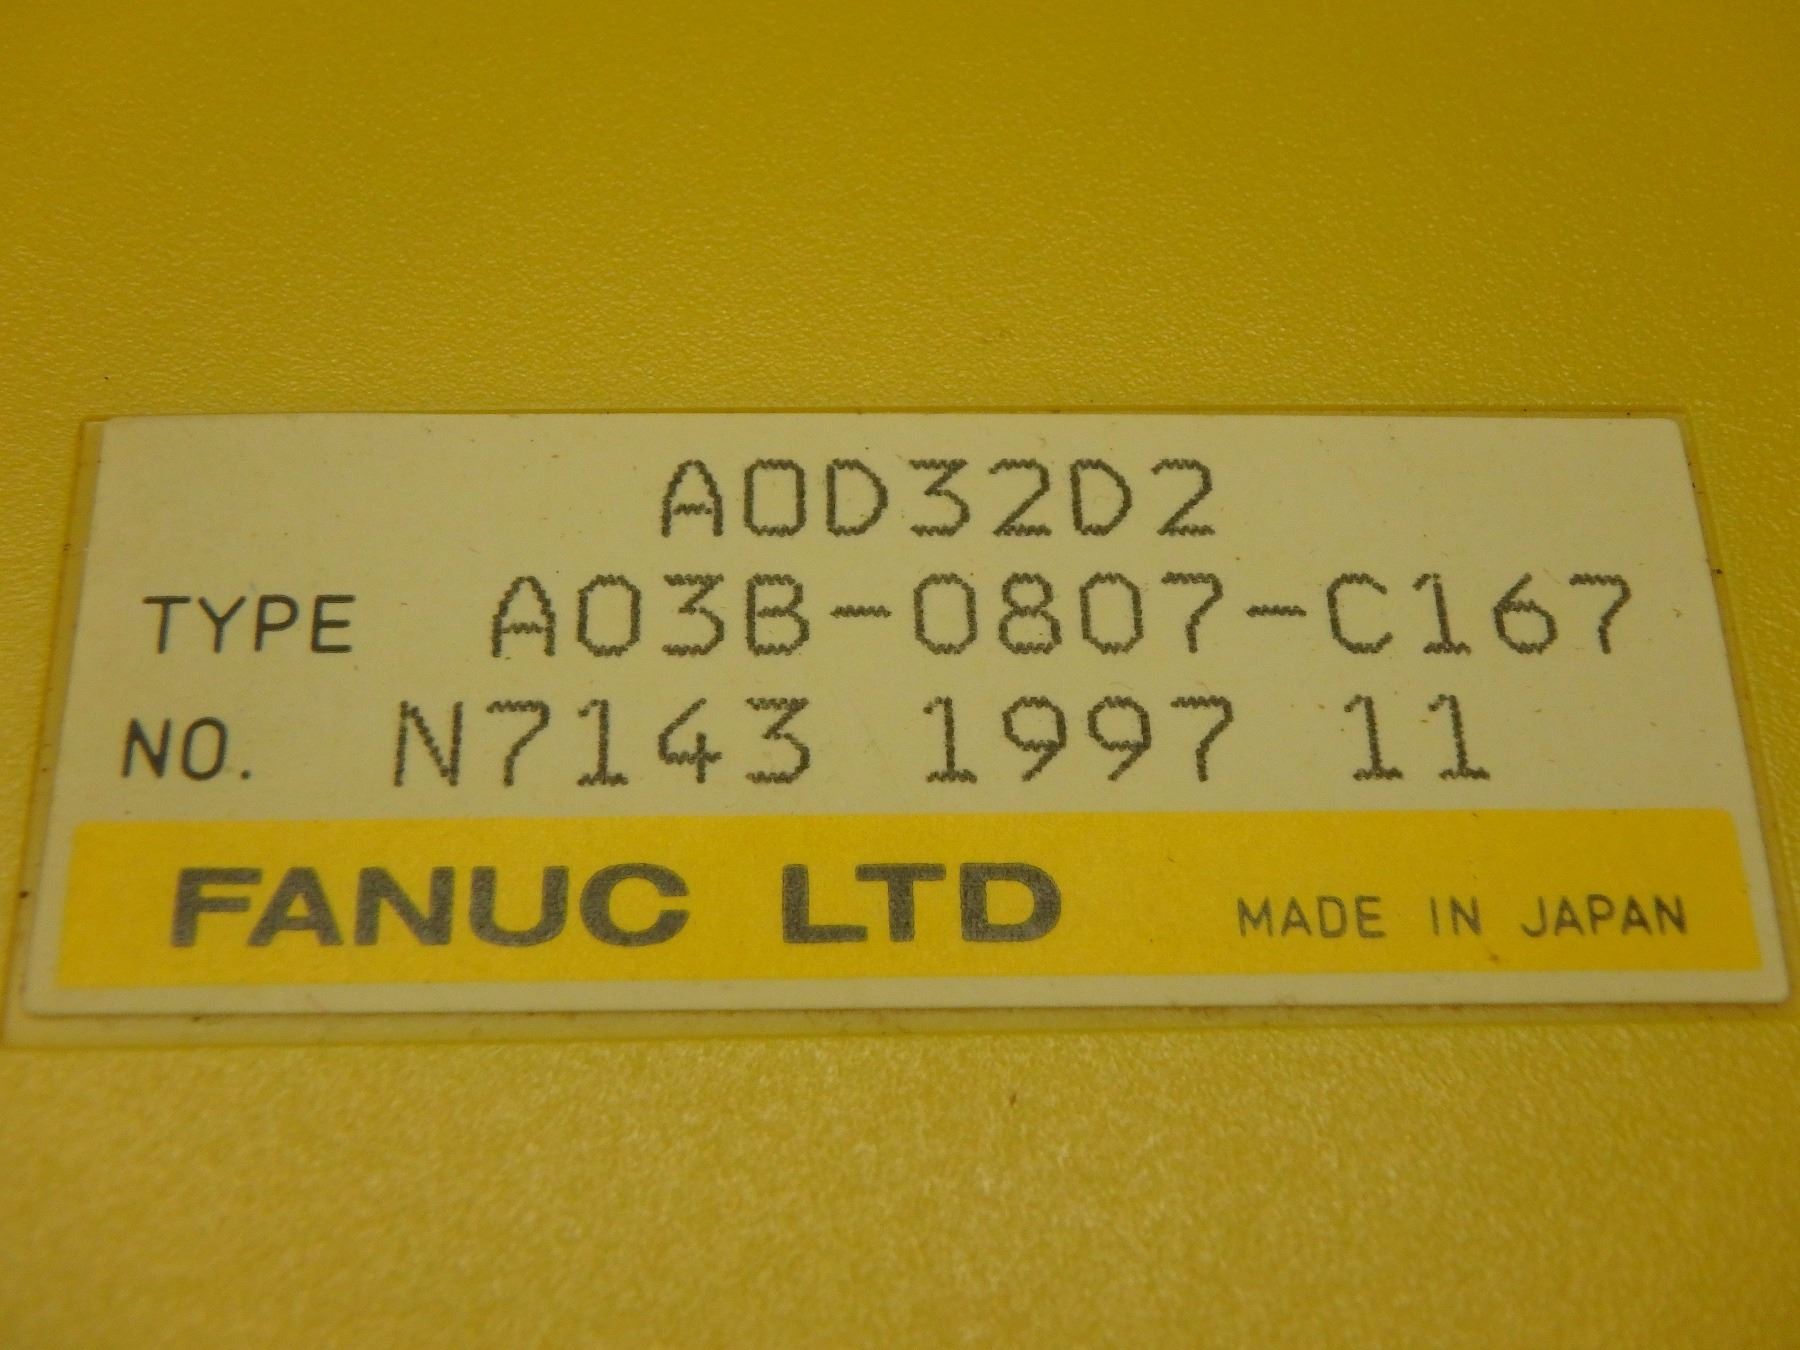 AOD32D2
TYPE A03B-0807-C167
NO. N7143 1997 11
FANUC LTD MADE IN JAPAN